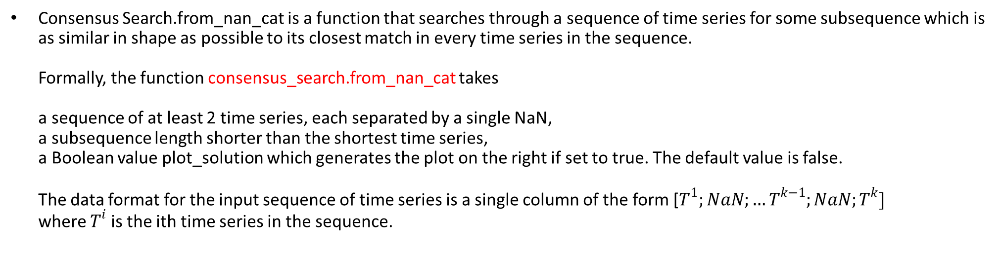 • Consensus Search.from_nan_cat is a function that searches through a sequence of time series for some subsequence which is
as similar in shape as possible to its closest match in every time series in the sequence.
Formally, the function consensus_search.from_nan_cat takes
a sequence of at least 2 time series, each separated by a single NaN,
a subsequence length shorter than the shortest time series,
a Boolean value plot_solution which generates the plot on the right if set to true. The default value is false.
The data format for the input sequence of time series is a single column of the form [T^1; NaN; … T^{k−1}; NaN; T^k]
where T^i is the ith time series in the sequence.